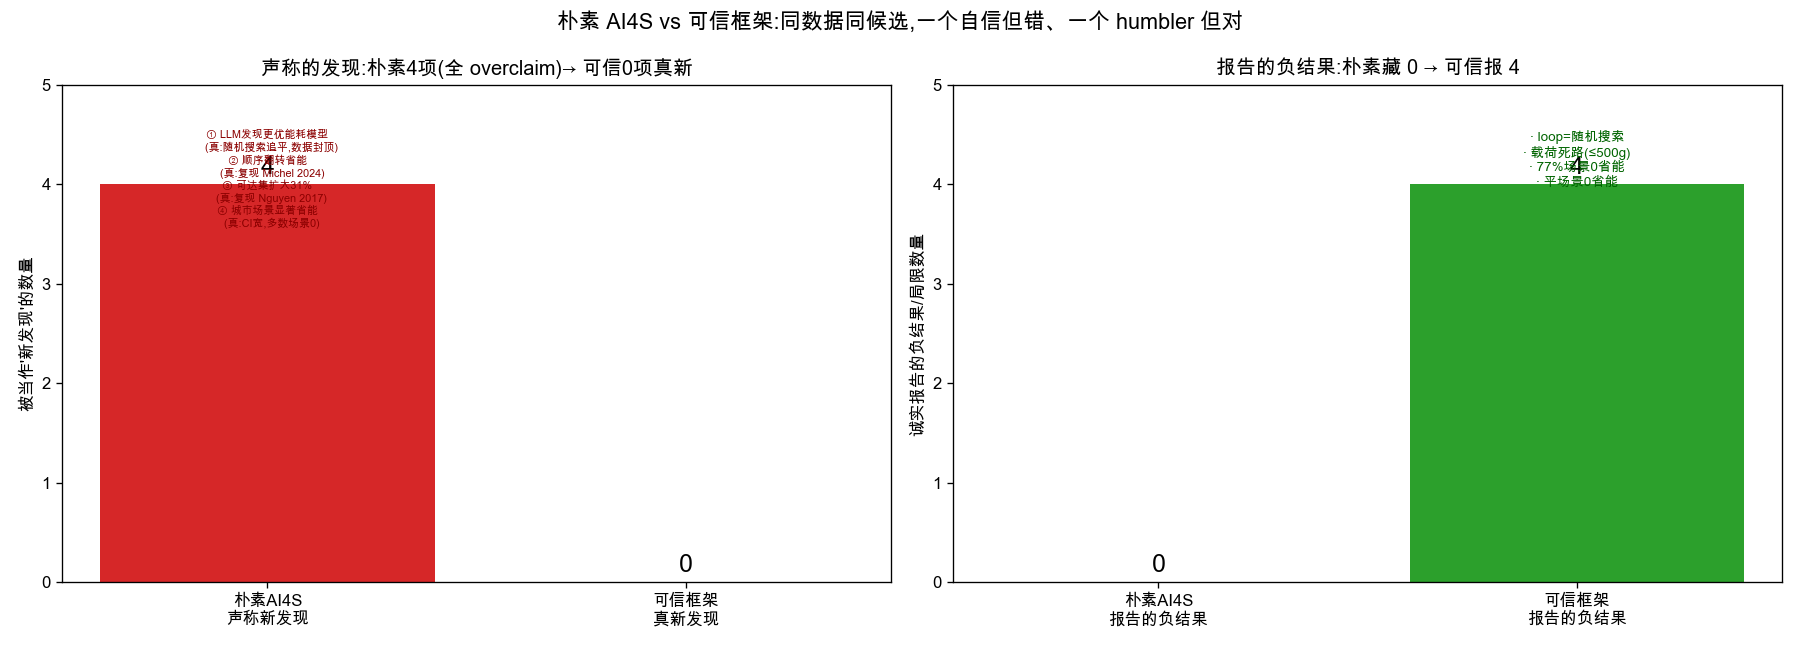 朴素 AI4S vs 可信框架:同数据同候选,一个自信但错、一个 humbler 但对
声称的发现:朴素4项(全 overclaim)→ 可信0项真新
5
4
3
2
1
0
被当作'新发现'的数量
① LLM发现更优能耗模型
(真:随机搜索追平,数据封顶)
② 顺序翻转省能
(真:复现 Michel 2024)
③ 可达集扩大31%
(真:复现 Nguyen 2017)
④ 城市场景显著省能
(真:CI宽,多数场景0)
4
0
朴素AI4S
声称新发现
可信框架
真新发现
报告的负结果:朴素藏 0 → 可信报 4
5
4
3
2
1
0
诚实报告的负结果/局限数量
· loop=随机搜索
· 载荷死路(≤500g)
· 77%场景0省能
· 平场景0省能
4
0
朴素AI4S
报告的负结果
可信框架
报告的负结果